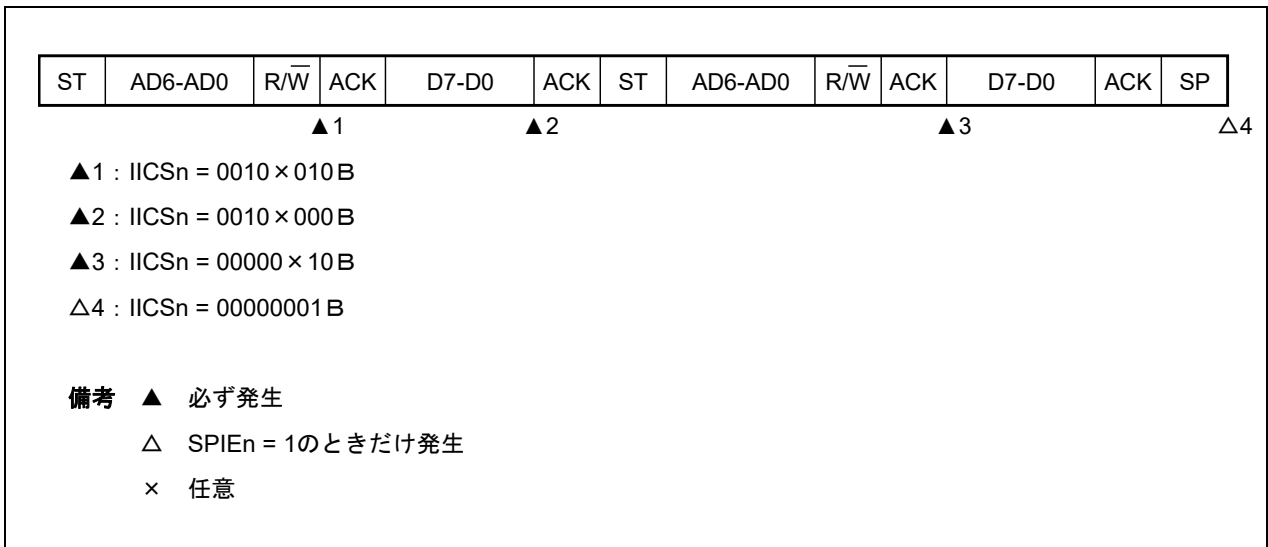 ST AD6-AD0 R/W̅ ACK D7-D0 ACK ST AD6-AD0 R/W̅ ACK D7-D0 ACK SP
▲1 ▲2 ▲3 △4
▲1：IICSn = 0010×010B
▲2：IICSn = 0010×000B
▲3：IICSn = 00000×10B
△4：IICSn = 00000001B
備考 ▲ 必ず発生
△ SPIEn = 1のときだけ発生
× 任意